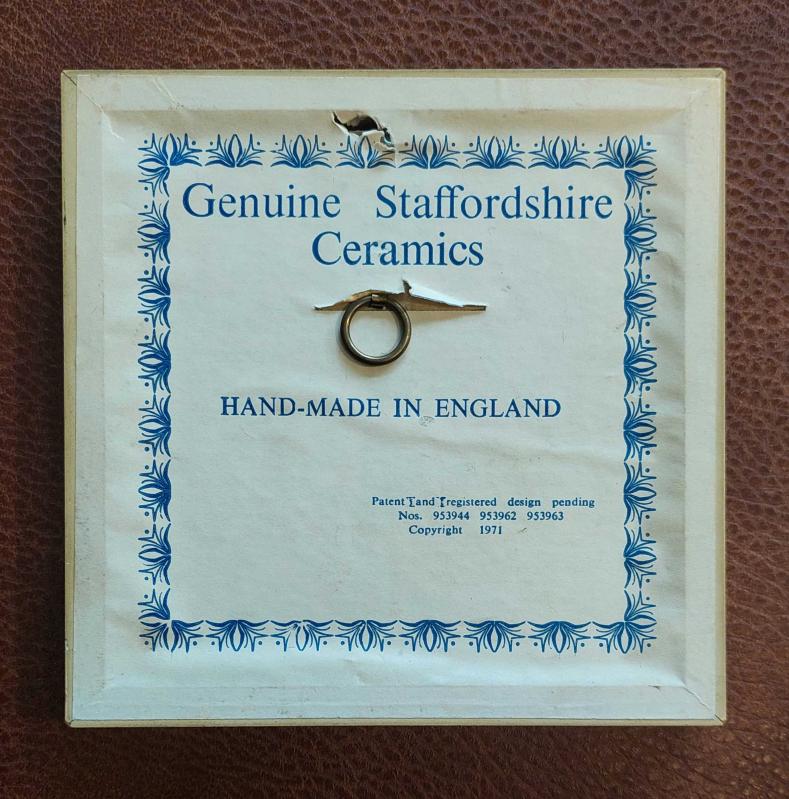 Genuine Staffordshire
Ceramics
HAND-MADE IN ENGLAND
Patent and registered design pending
Nos. 953944 953962 953963
Copyright 1971